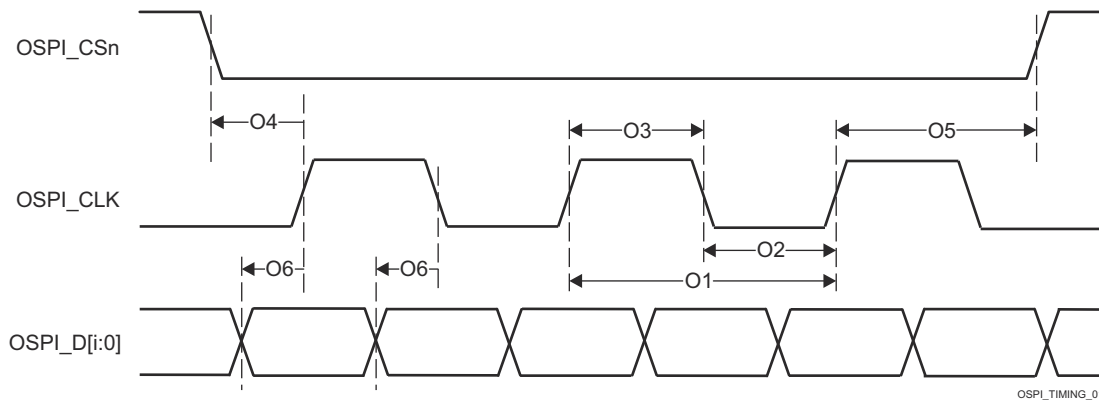 OSPI_CSn
O4
O3
O5
OSPI_CLK
O2
O6
O6
O1
OSPI_D[i:0]
OSPI_TIMING_0